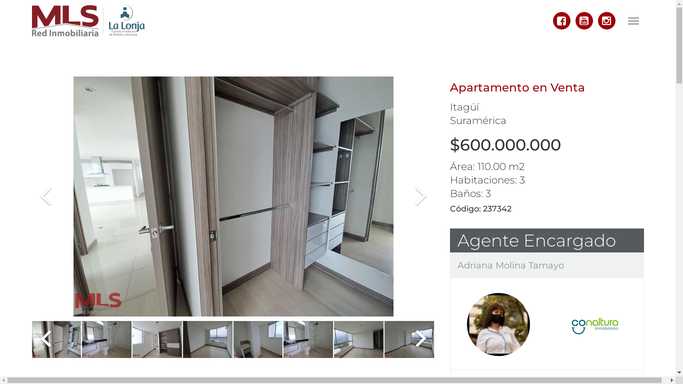 MLS
Red Inmobiliaria
La Lonja
Apartamento en Venta
Itagüí
Suramérica
$600.000.000
Área: 110.00 m2
Habitaciones: 3
Baños: 3
Código: 237342
MLS
Agente Encargado
Adriana Molina Tamayo
conaltura